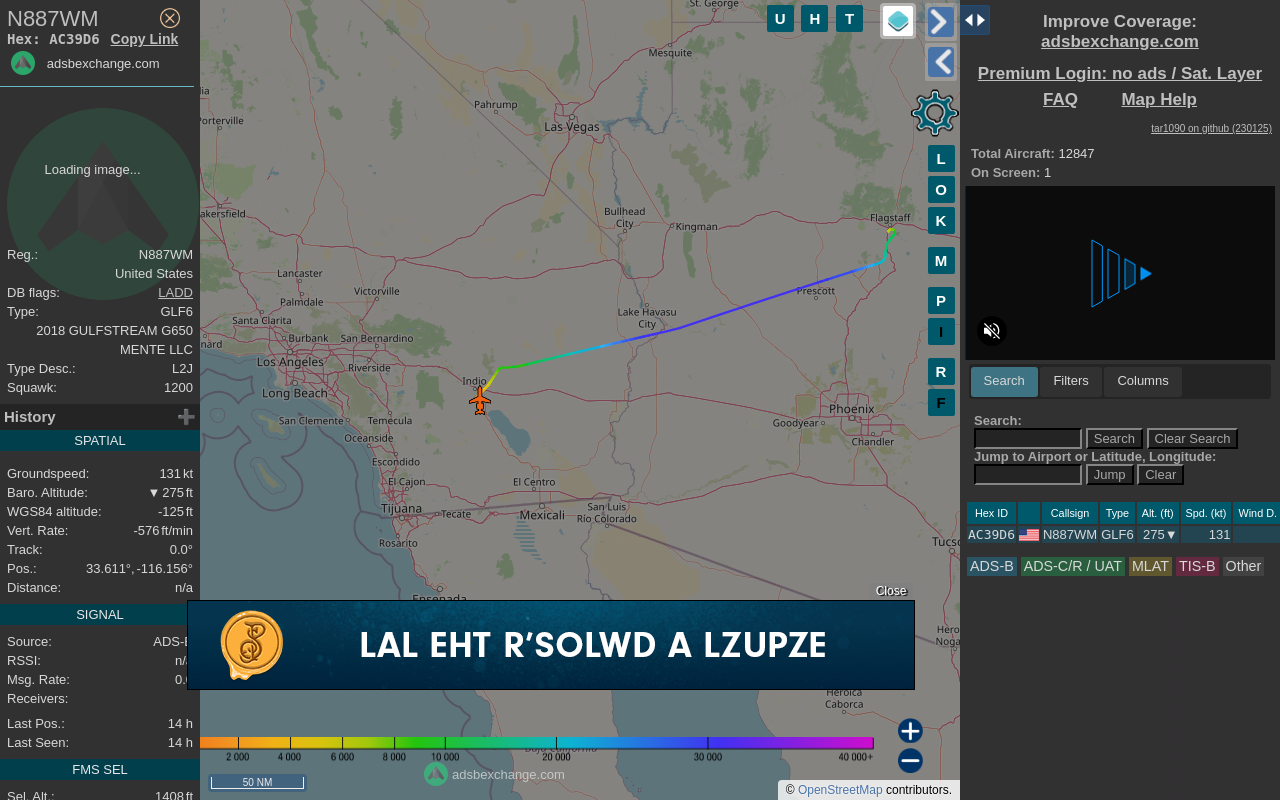 N887WM
Hex: AC39D6 Copy Link
adsbexchange.com
Loading image...
Reg.: N887WM
United States
DB flags: LADD
Type: GLF6
2018 GULFSTREAM G650
MENTE LLC
Type Desc.: L2J
Squawk: 1200
History
SPATIAL
Groundspeed: 131 kt
Baro. Altitude: ▼ 275 ft
WGS84 altitude: -125 ft
Vert. Rate: -576 ft/min
Track: 0.0°
Pos.: 33.611°, -116.156°
Distance: n/a
SIGNAL
Source: ADS-B
RSSI: n/a
Msg. Rate: 0.
Receivers:
Last Pos.: 14 h
Last Seen: 14 h
FMS SEL
Sel. Alt.: 1408 ft
St. George
Mesquite
Pahrump
Las Vegas
Porterville
akersfield
Bullhead
City
Kingman
Flagstaff
Lancaster
Palmdale
Victorville
Prescott
Santa Clarita
Lake Havasu
City
nard
Burbank
San Bernardino
Los Angeles
Riverside
Indio
Long Beach
San Clemente
Temecula
Phoenix
Goodyear
Chandler
Oceanside
Escondido
El Cajon
El Centro
Tijuana
Tecate
Mexicali
San Luis
Río Colorado
Rosarito
Tucso
Ensenada
Hero
Noga
Heroica
Caborca
Baja California
U H T
L
O
K
M
P
I
R
F
Close
LAL EHT R'SOLWD A LZUPZE
2 000 4 000 6 000 8 000 10 000 20 000 30 000 40 000+
50 NM
adsbexchange.com
© OpenStreetMap contributors.
Improve Coverage:
adsbexchange.com
Premium Login: no ads / Sat. Layer
FAQ Map Help
tar1090 on github (230125)
Total Aircraft: 12847
On Screen: 1
Search Filters Columns
Search:
Search Clear Search
Jump to Airport or Latitude, Longitude:
Jump Clear
Hex ID Callsign Type Alt. (ft) Spd. (kt) Wind D.
AC39D6 N887WM GLF6 275▼ 131
ADS-B ADS-C/R / UAT MLAT TIS-B Other